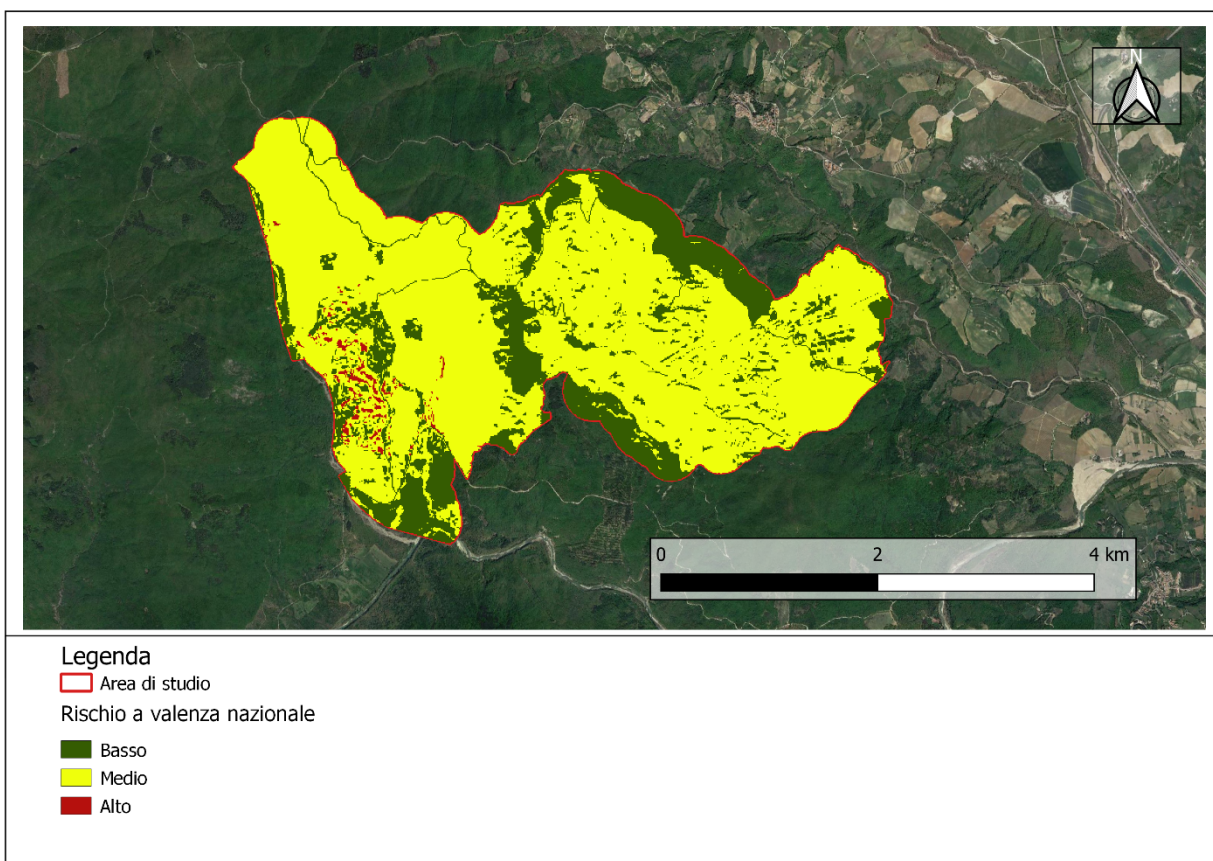 N
0 2 4 km
Legenda
Area di studio
Rischio a valenza nazionale
Basso
Medio
Alto